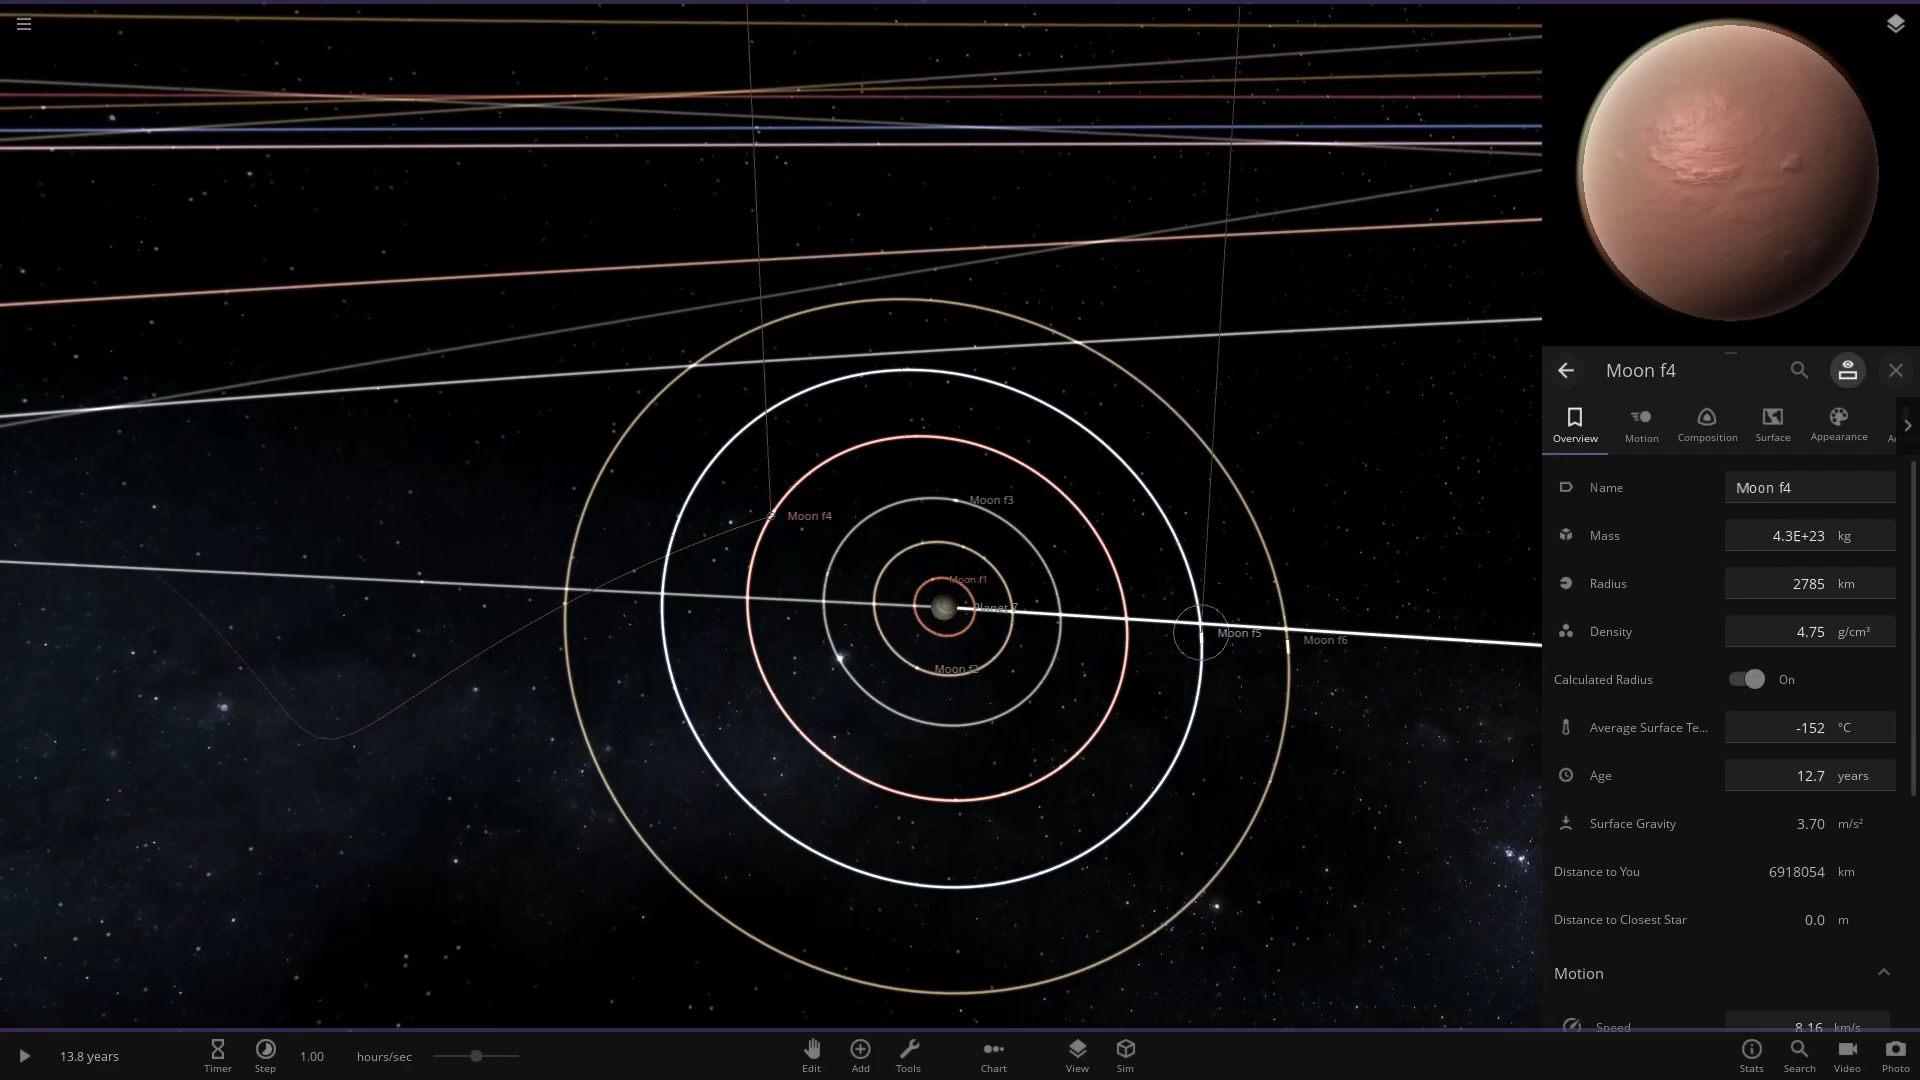 Moon f3
Moon f4
Moon f1
Planet 7
Moon f5
Moon f6
Moon f2
Moon f4
Overview
Motion
Composition
Surface
Appearance
Name Moon f4
Mass 4.3E+23 kg
Radius 2785 km
Density 4.75 g/cm³
Calculated Radius On
Average Surface Te... -152 °C
Age 12.7 years
Surface Gravity 3.70 m/s²
Distance to You 6918054 km
Distance to Closest Star 0.0 m
Motion
Speed 8.16 km/s
13.8 years
Timer
Step
1.00 hours/sec
Edit
Add
Tools
Chart
View
Sim
Stats
Search
Video
Photo